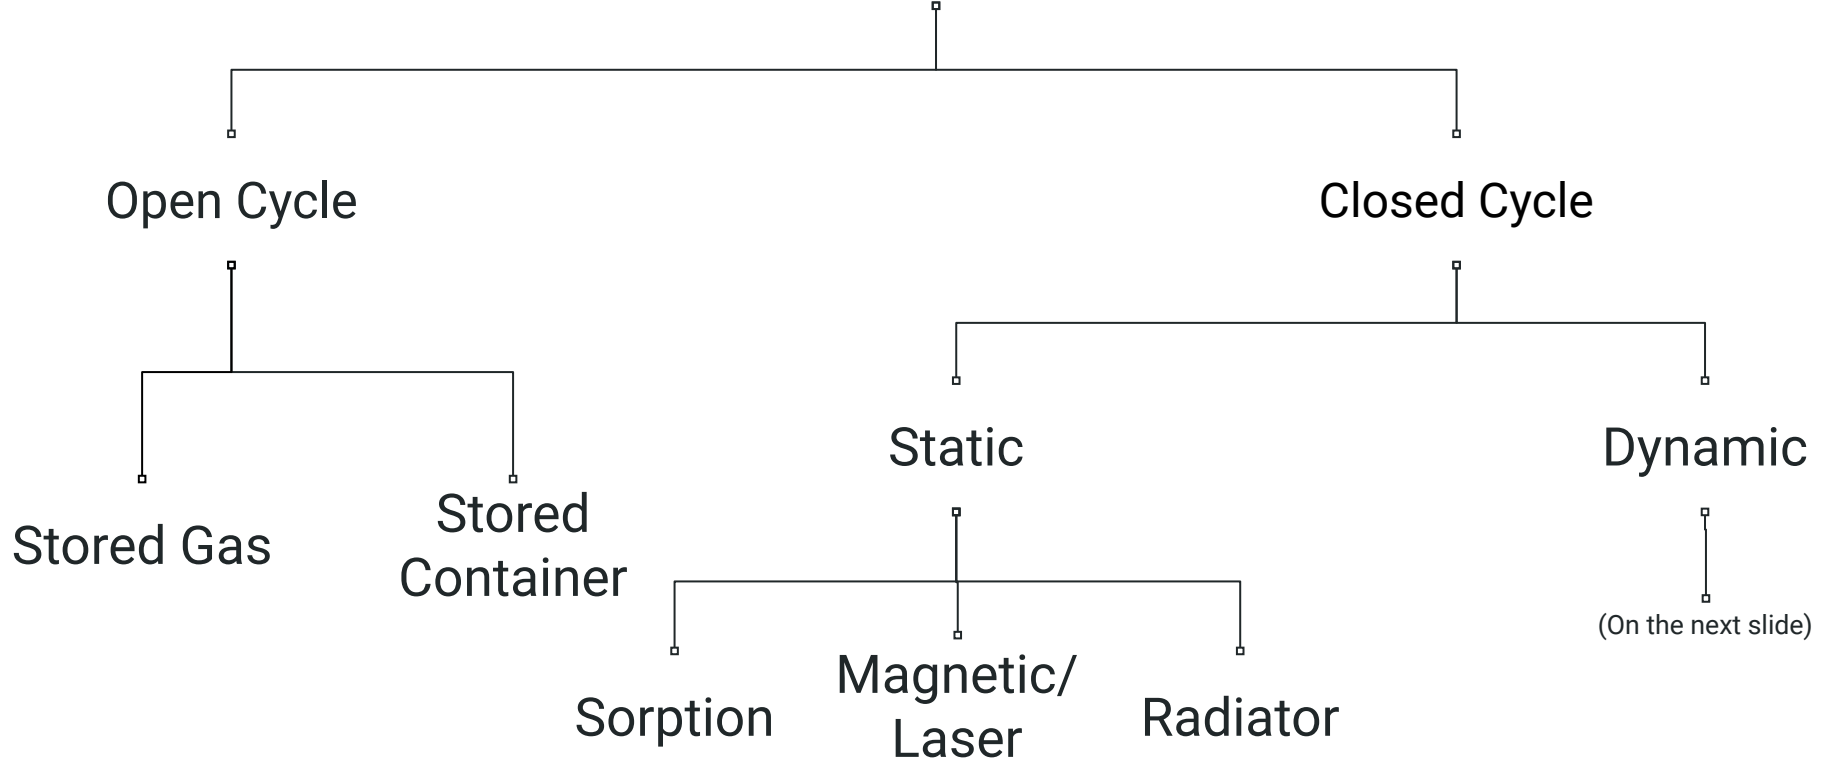 Open Cycle
Closed Cycle
Static
Dynamic
Stored Gas
Stored
Container
(On the next slide)
Sorption
Magnetic/
Laser
Radiator